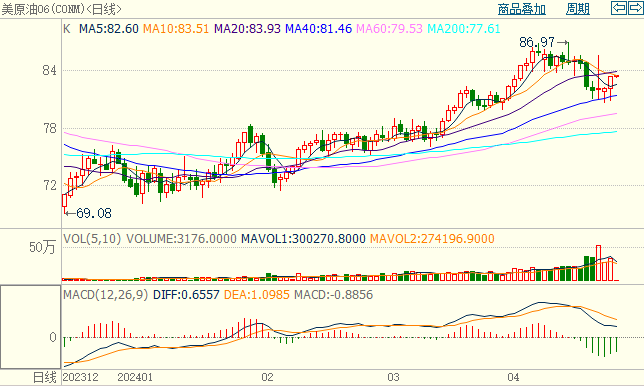 美原油06(CONM)<日线> 商品叠加 周期
K MA5:82.60 MA10:83.51 MA20:83.93 MA40:81.46 MA60:79.53 MA200:77.61
86.97
84
78
72
69.08
VOL(5,10) VOLUME:3176.0000 MAVOL1:300270.8000 MAVOL2:274196.9000
50万
MACD(12,26,9) DIFF:0.6557 DEA:1.0985 MACD:-0.8856
0
日线 202312 202401 02 03 04